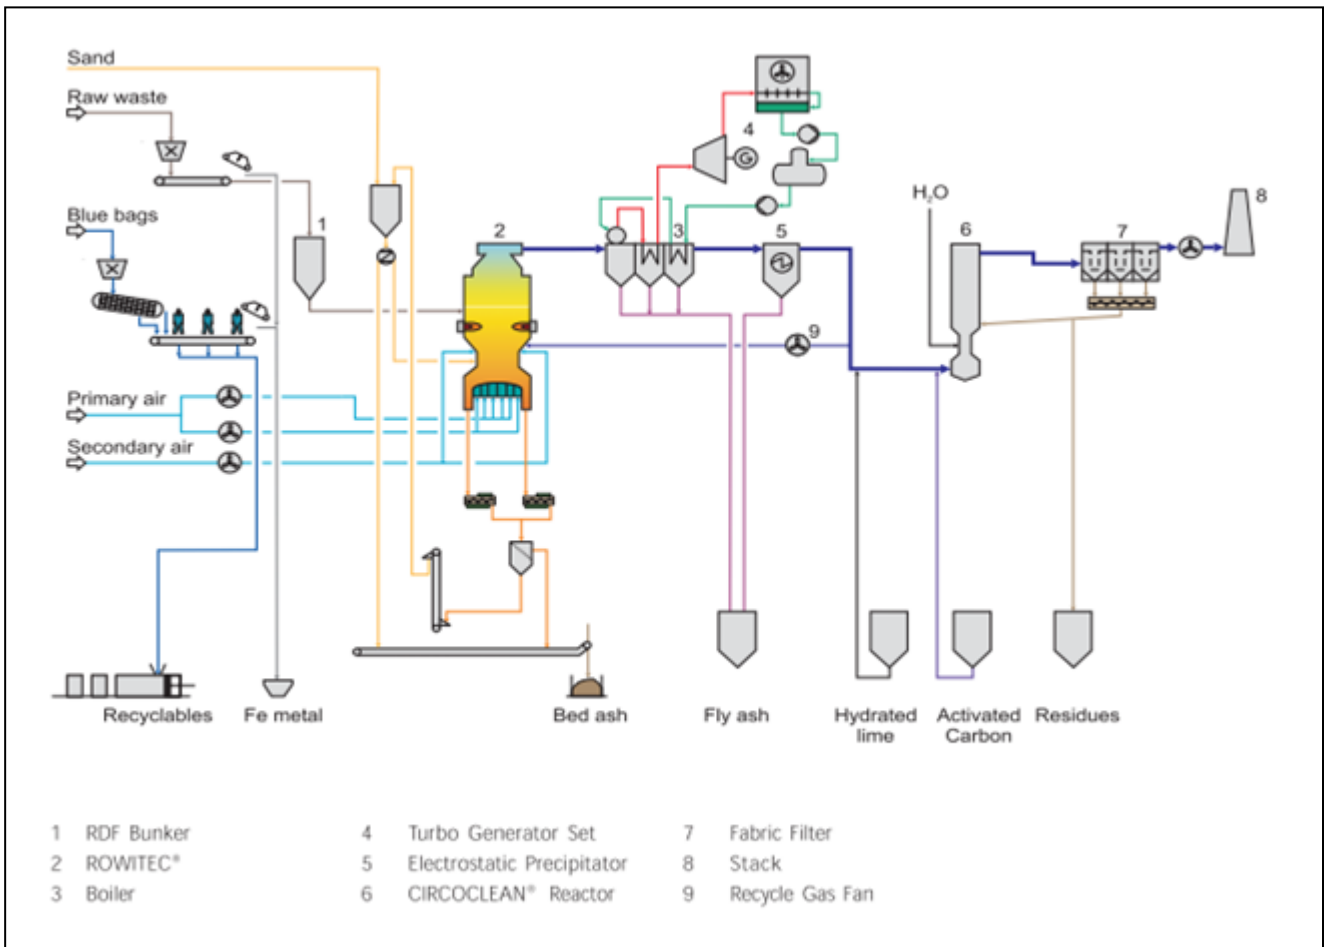 Sand
Raw waste
Blue bags
Primary air
Secondary air
1
2
3
4
G
5
H₂O
6
7
8
9
Recyclables
Fe metal
Bed ash
Fly ash
Hydrated
lime
Activated
Carbon
Residues
1 RDF Bunker
2 ROWITEC®
3 Boiler
4 Turbo Generator Set
5 Electrostatic Precipitator
6 CIRCOCLEAN® Reactor
7 Fabric Filter
8 Stack
9 Recycle Gas Fan